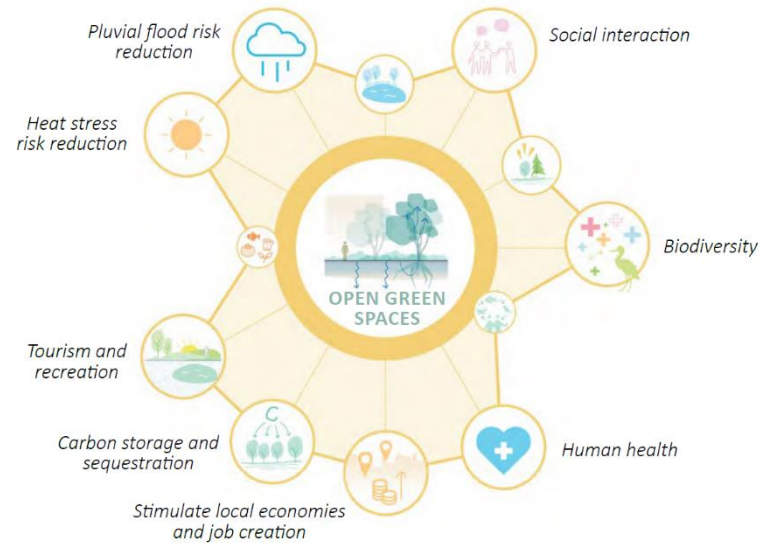 Pluvial flood risk
reduction
Social interaction
Heat stress
risk reduction
Biodiversity
OPEN GREEN
SPACES
Tourism and
recreation
C
Carbon storage and
sequestration
Human health
Stimulate local economies
and job creation